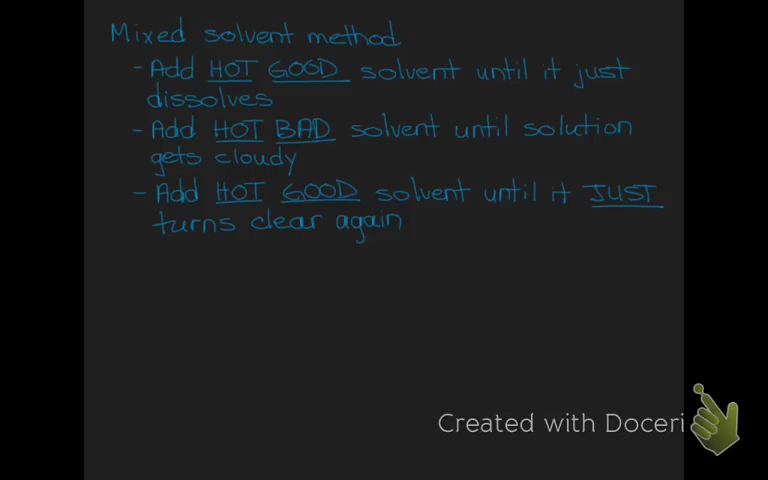 Mixed solvent method
- Add HOT GOOD solvent until it just
dissolves
- Add HOT BAD solvent until solution
gets cloudy
- Add HOT GOOD solvent until it JUST
turns clear again
Created with Doceri